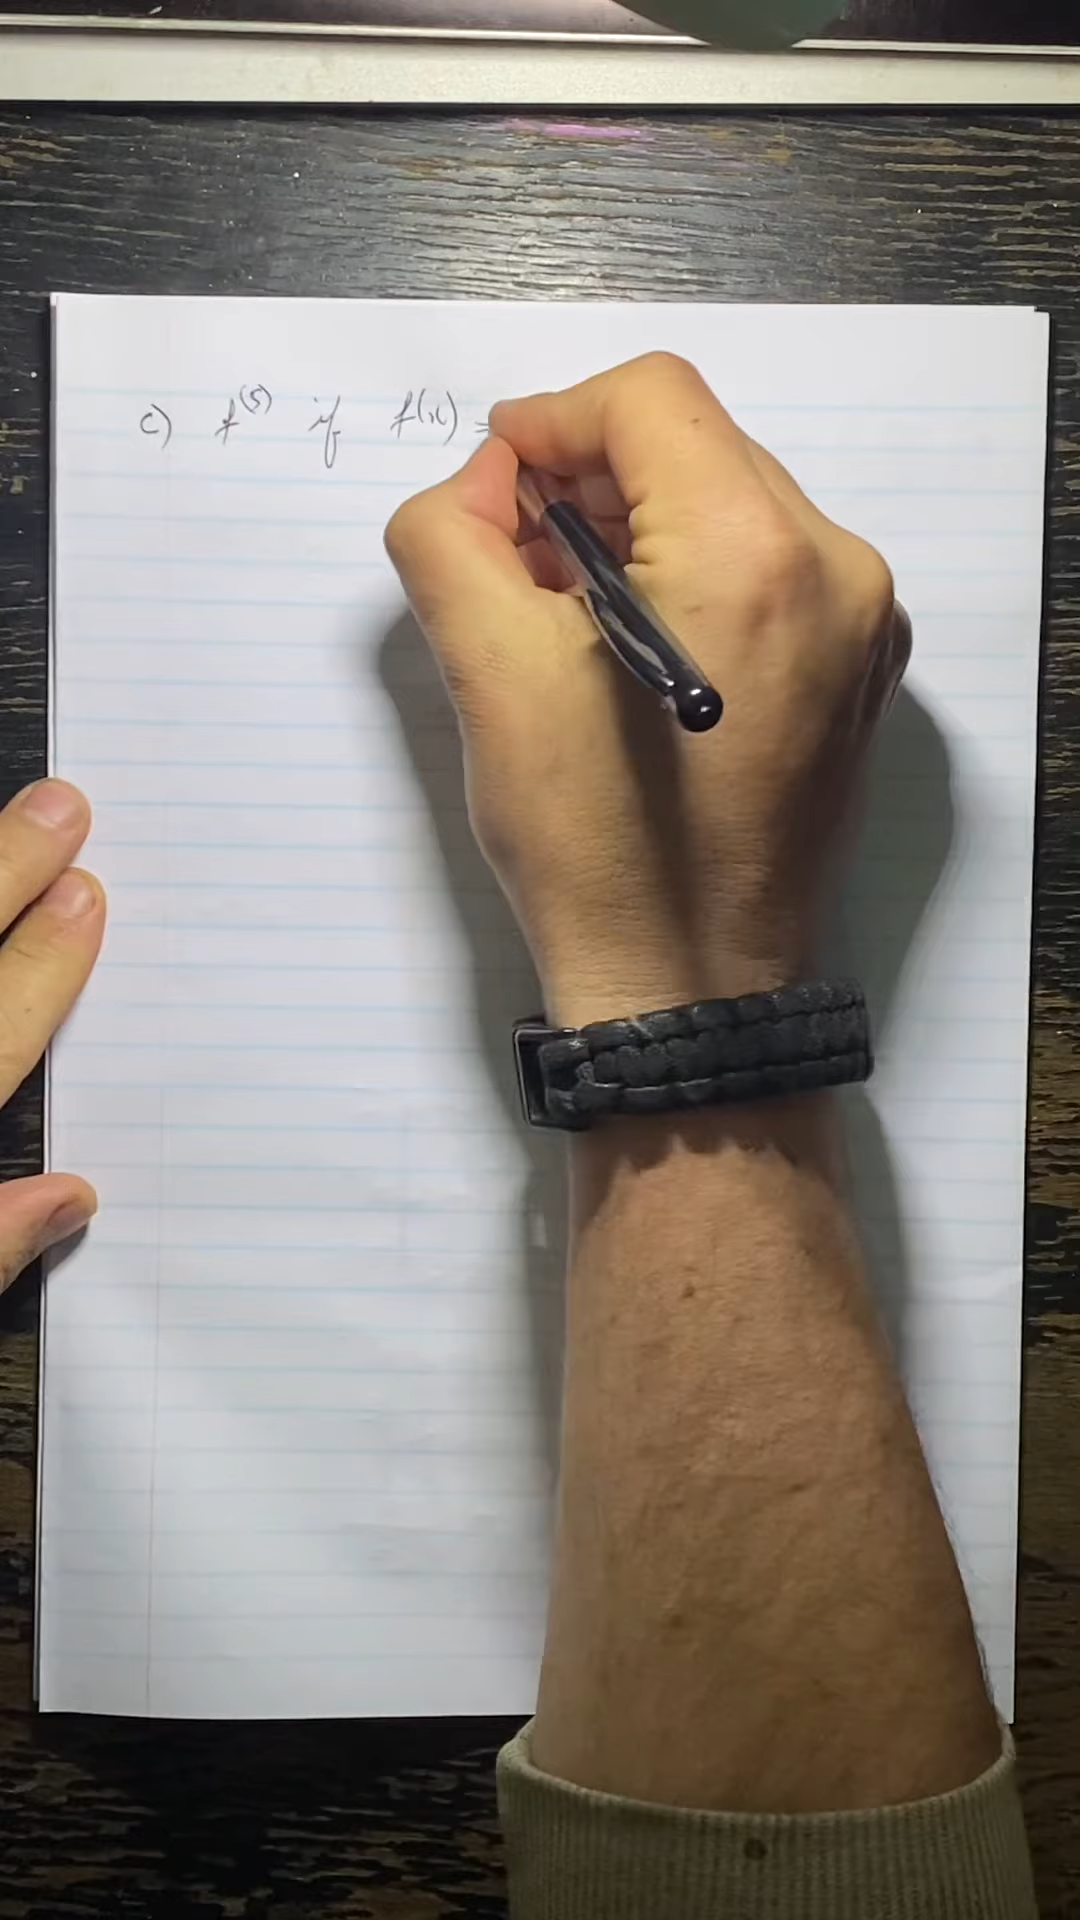 c) f⁽⁵⁾ if f(x) =